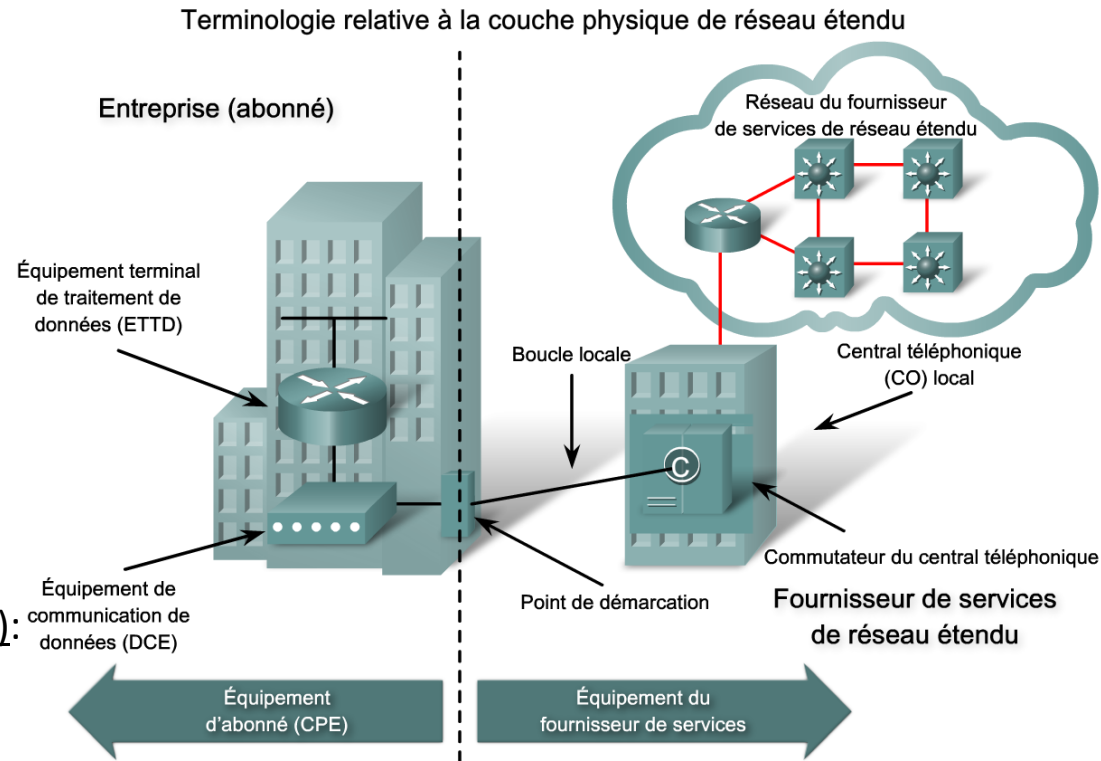 Terminologie relative à la couche physique de réseau étendu
Entreprise (abonné)
Réseau du fournisseur
de services de réseau étendu
Équipement terminal
de traitement de
données (ETTD)
Boucle locale
Central téléphonique
(CO) local
C
Commutateur du central téléphonique
Équipement de
communication de
données (DCE)
):
Point de démarcation
Fournisseur de services
de réseau étendu
Équipement
d'abonné (CPE)
Équipement du
fournisseur de services